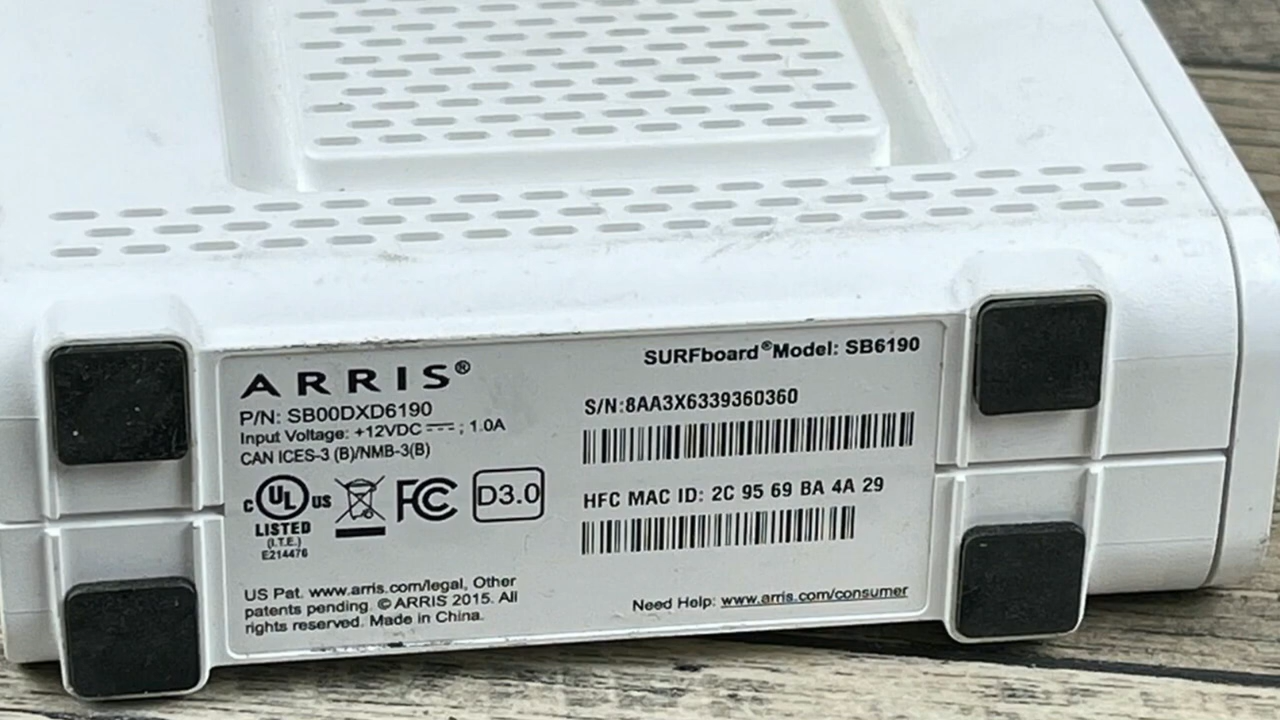 ARRIS®
P/N: SB00DXD6190
Input Voltage: +12VDC ⎓; 1.0A
CAN ICES-3 (B)/NMB-3(B)
C UL US
LISTED
(I.T.E.)
E214476
FC
D3.0
US Pat. www.arris.com/legal, Other
patents pending. © ARRIS 2015. All
rights reserved. Made in China.
SURFboard®Model: SB6190
S/N:8AA3X6339360360
HFC MAC ID: 2C 95 69 BA 4A 29
Need Help: www.arris.com/consumer